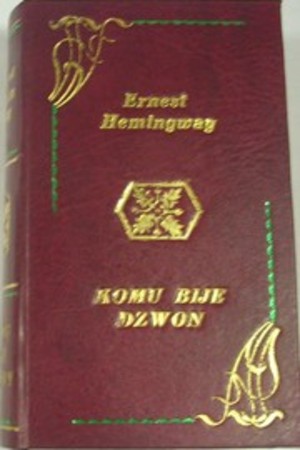 Ernest
Hemingway
KOMU BIJE
DZWON